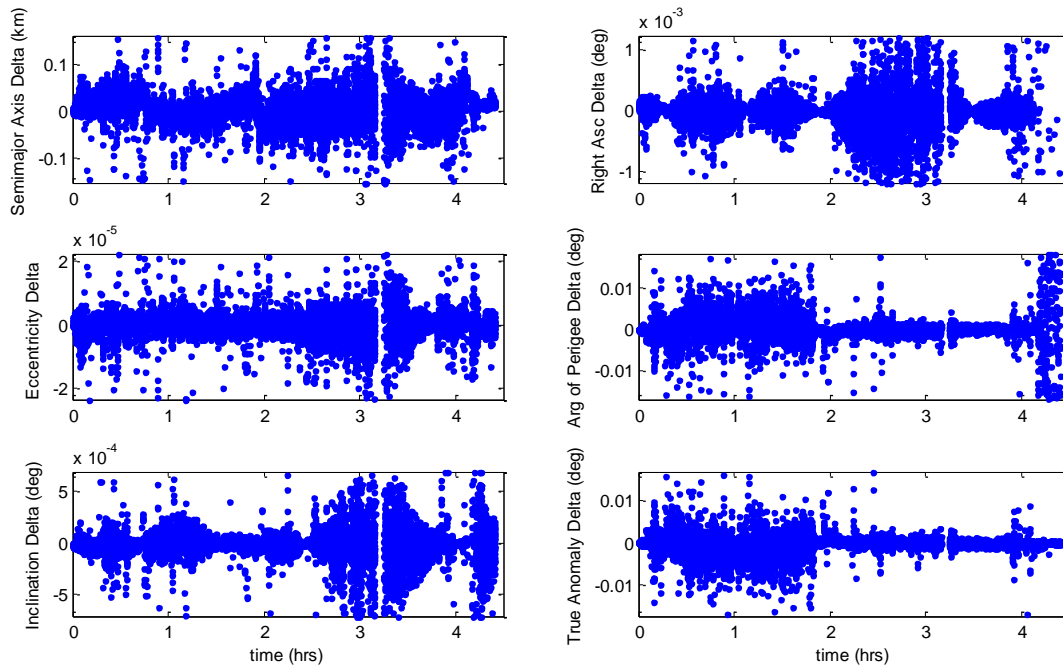 Semimajor Axis Delta (km)
0.1
0
-0.1
0 1 2 3 4
x 10^-3
Right Asc Delta (deg)
1
0
-1
0 1 2 3 4
x 10^-5
Eccentricity Delta
2
0
-2
0 1 2 3 4
Arg of Perigee Delta (deg)
0.01
0
-0.01
0 1 2 3 4
x 10^-4
Inclination Delta (deg)
5
0
-5
0 1 2 3 4
time (hrs)
True Anomaly Delta (deg)
0.01
0
-0.01
0 1 2 3 4
time (hrs)